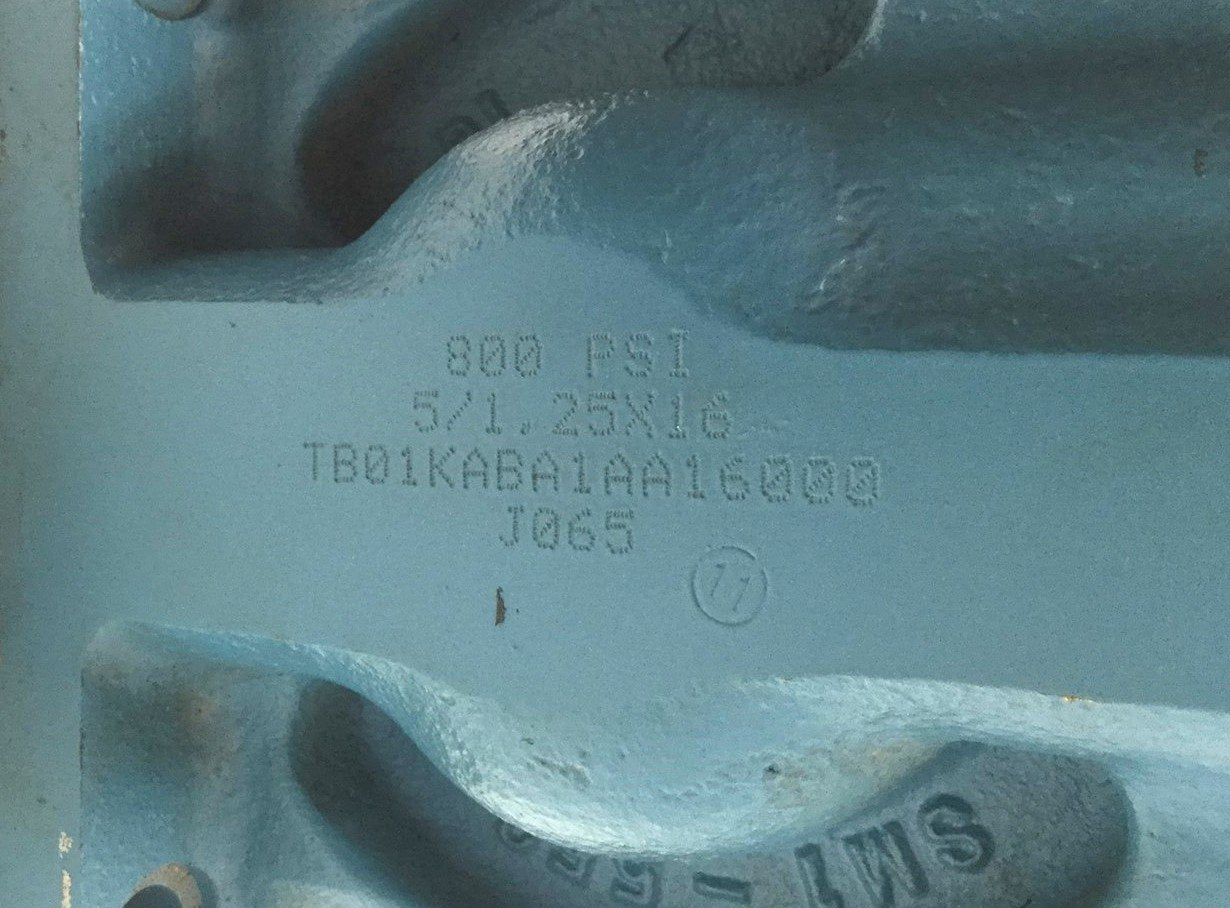 800 PSI
5/1.25X16
TB01KABA1AA16000
J065
11
SM1-